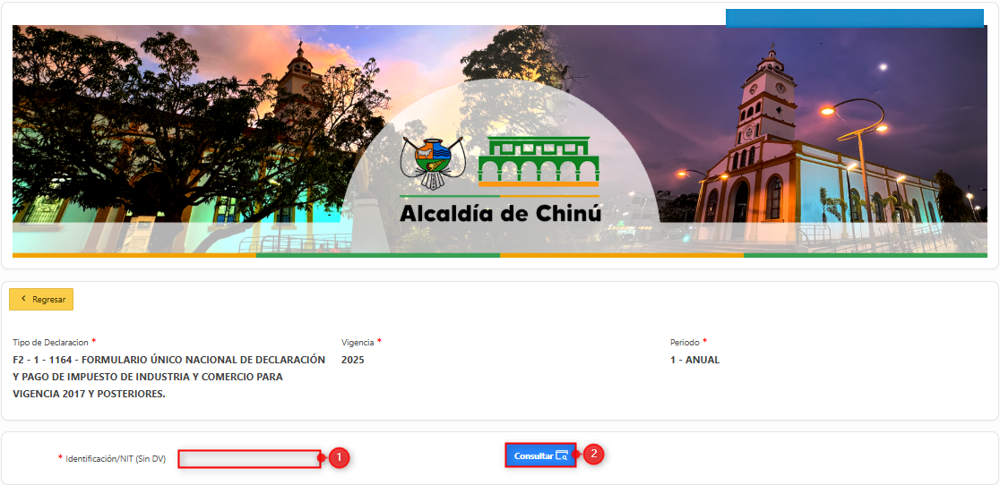 Alcaldía de Chinú
Regresar
Tipo de Declaracion *
F2 - 1 - 1164 - FORMULARIO ÚNICO NACIONAL DE DECLARACIÓN
Y PAGO DE IMPUESTO DE INDUSTRIA Y COMERCIO PARA
VIGENCIA 2017 Y POSTERIORES.
Vigencia *
2025
Periodo *
1 - ANUAL
* Identificación/NIT (Sin DV)
1
Consultar
2